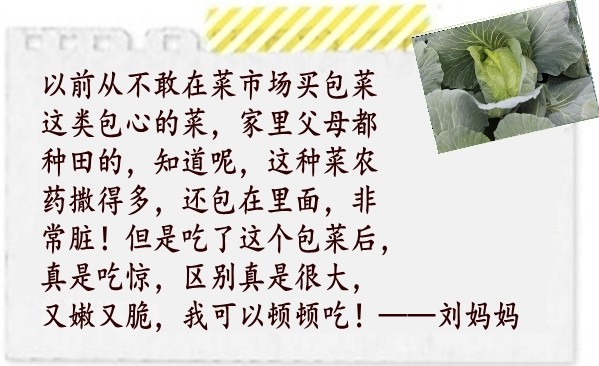 以前从不敢在菜市场买包菜
这类包心的菜，家里父母都
种田的，知道呢，这种菜农
药撒得多，还包在里面，非
常脏！但是吃了这个包菜后，
真是吃惊，区别真是很大，
又嫩又脆，我可以顿顿吃！——刘妈妈